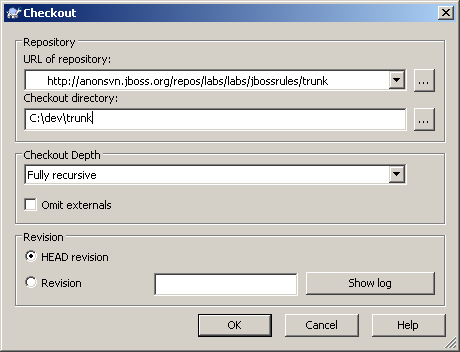 Checkout
Repository
URL of repository:
http://anonsvn.jboss.org/repos/labs/labs/jbossrules/trunk
...
Checkout directory:
C:\dev\trunk
...
Checkout Depth
Fully recursive
Omit externals
Revision
HEAD revision
Revision
Show log
OK
Cancel
Help